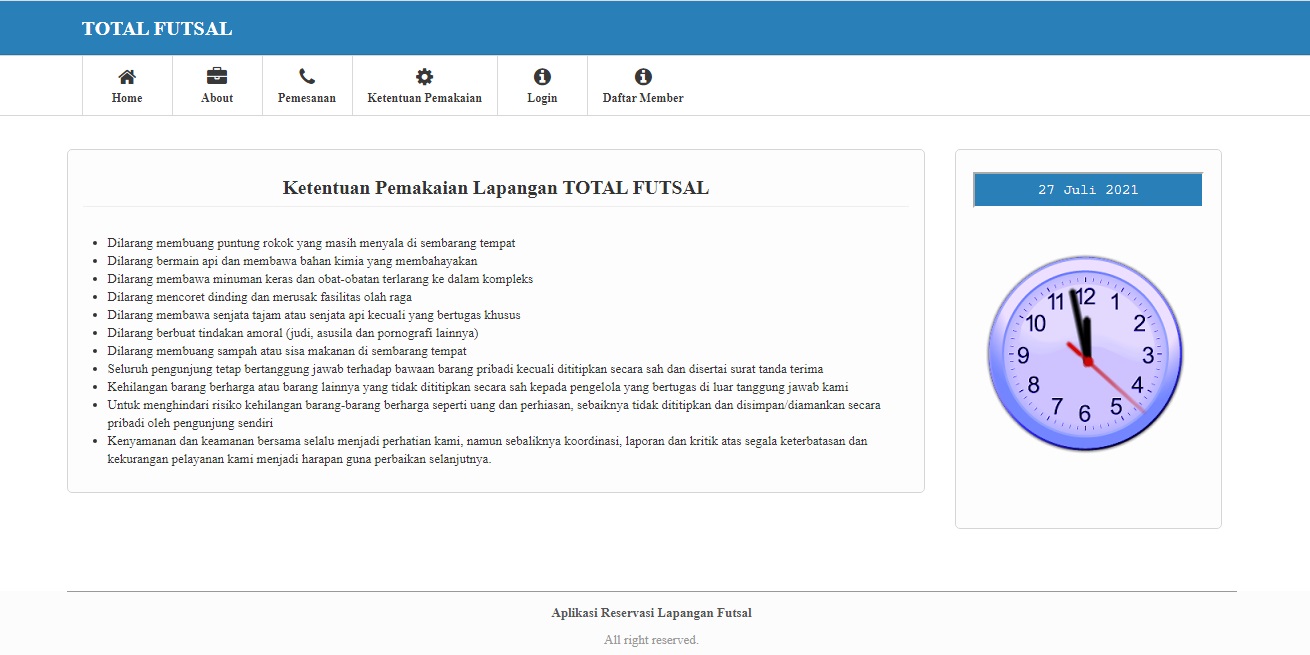 TOTAL FUTSAL
Home
About
Pemesanan
Ketentuan Pemakaian
Login
Daftar Member
Ketentuan Pemakaian Lapangan TOTAL FUTSAL
• Dilarang membuang puntung rokok yang masih menyala di sembarang tempat
• Dilarang bermain api dan membawa bahan kimia yang membahayakan
• Dilarang membawa minuman keras dan obat-obatan terlarang ke dalam kompleks
• Dilarang mencoret dinding dan merusak fasilitas olah raga
• Dilarang membawa senjata tajam atau senjata api kecuali yang bertugas khusus
• Dilarang berbuat tindakan amoral (judi, asusila dan pornografi lainnya)
• Dilarang membuang sampah atau sisa makanan di sembarang tempat
• Seluruh pengunjung tetap bertanggung jawab terhadap bawaan barang pribadi kecuali dititipkan secara sah dan disertai surat tanda terima
• Kehilangan barang berharga atau barang lainnya yang tidak dititipkan secara sah kepada pengelola yang bertugas di luar tanggung jawab kami
• Untuk menghindari risiko kehilangan barang-barang berharga seperti uang dan perhiasan, sebaiknya tidak dititipkan dan disimpan/diamankan secara
pribadi oleh pengunjung sendiri
• Kenyamanan dan keamanan bersama selalu menjadi perhatian kami, namun sebaliknya koordinasi, laporan dan kritik atas segala keterbatasan dan
kekurangan pelayanan kami menjadi harapan guna perbaikan selanjutnya.
27 Juli 2021
12
1
2
3
4
5
6
7
8
9
10
11
Aplikasi Reservasi Lapangan Futsal
All right reserved.